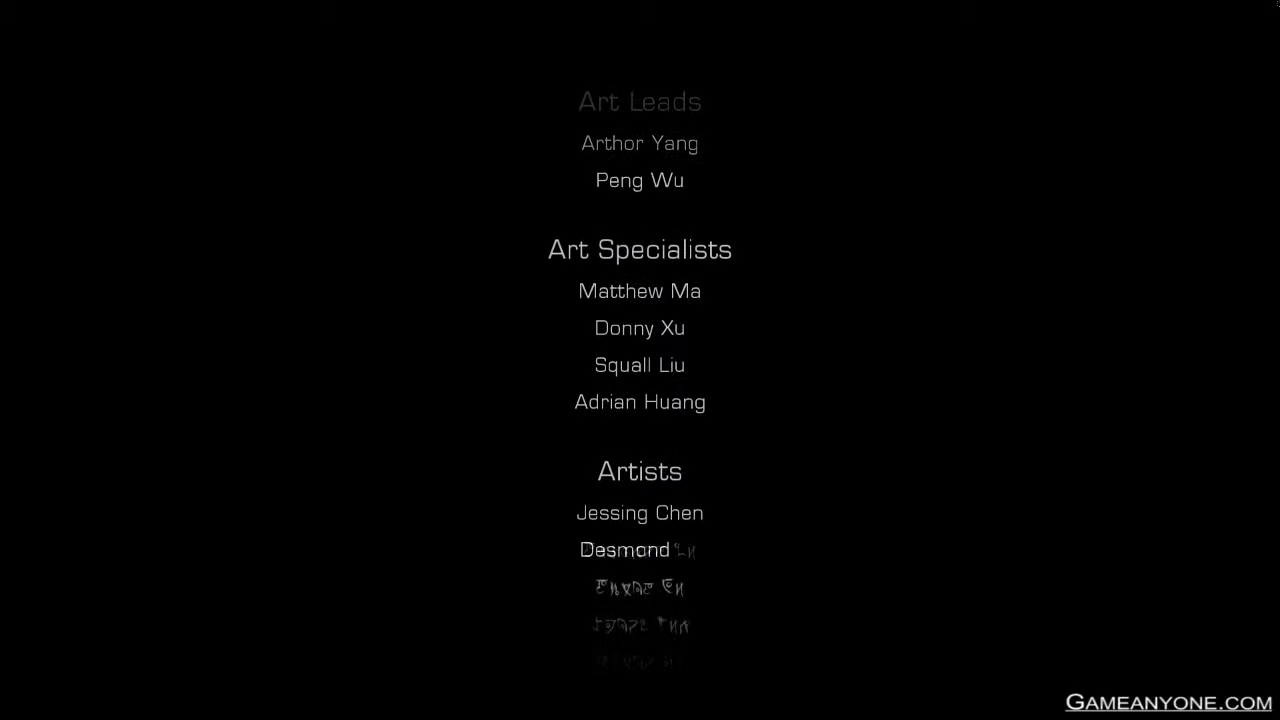 Art Leads
Arthor Yang
Peng Wu
Art Specialists
Matthew Ma
Donny Xu
Squall Liu
Adrian Huang
Artists
Jessing Chen
Desmond
GAMEANYONE.COM